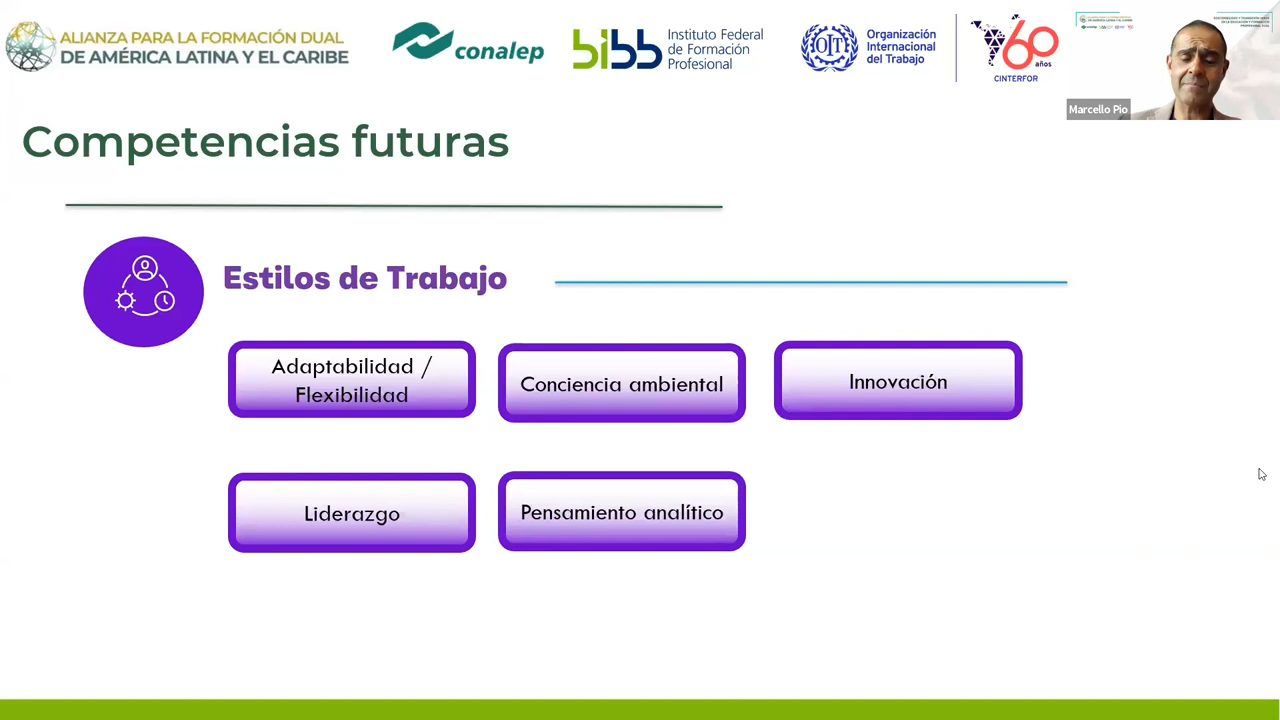 ALIANZA PARA LA FORMACIÓN DUAL
DE AMÉRICA LATINA Y EL CARIBE
conalep
bibb
Instituto Federal
de Formación
Profesional
OIT
Organización
Internacional
del Trabajo
60
años
CINTERFOR
Marcello Pio
Competencias futuras
Estilos de Trabajo
Adaptabilidad /
Flexibilidad
Conciencia ambiental
Innovación
Liderazgo
Pensamiento analítico